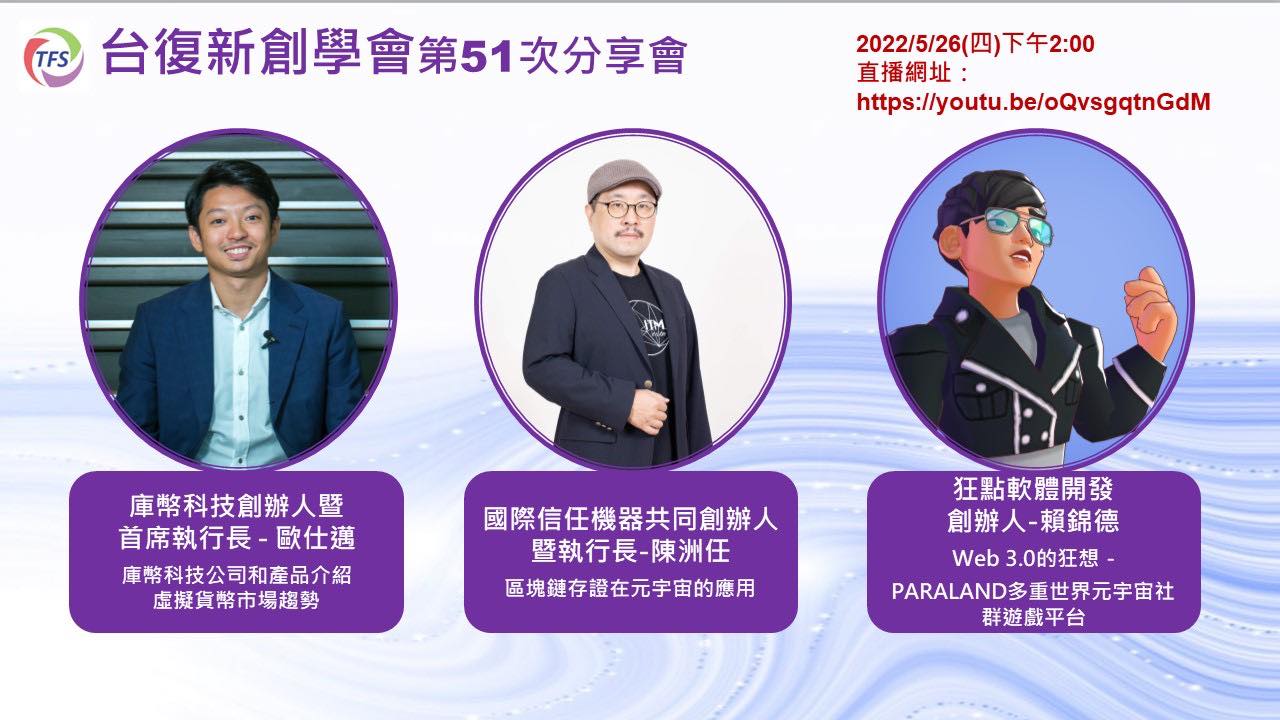 TFS
台復新創學會第51次分享會
2022/5/26(四)下午2:00
直播網址：
https://youtu.be/oQvsgqtnGdM
ITM
庫幣科技創辦人暨
首席執行長 - 歐仕邁
庫幣科技公司和產品介紹
虛擬貨幣市場趨勢
國際信任機器共同創辦人
暨執行長-陳洲任
區塊鏈存證在元宇宙的應用
狂點軟體開發
創辦人-賴錦德
Web 3.0的狂想 -
PARALAND多重世界元宇宙社
群遊戲平台